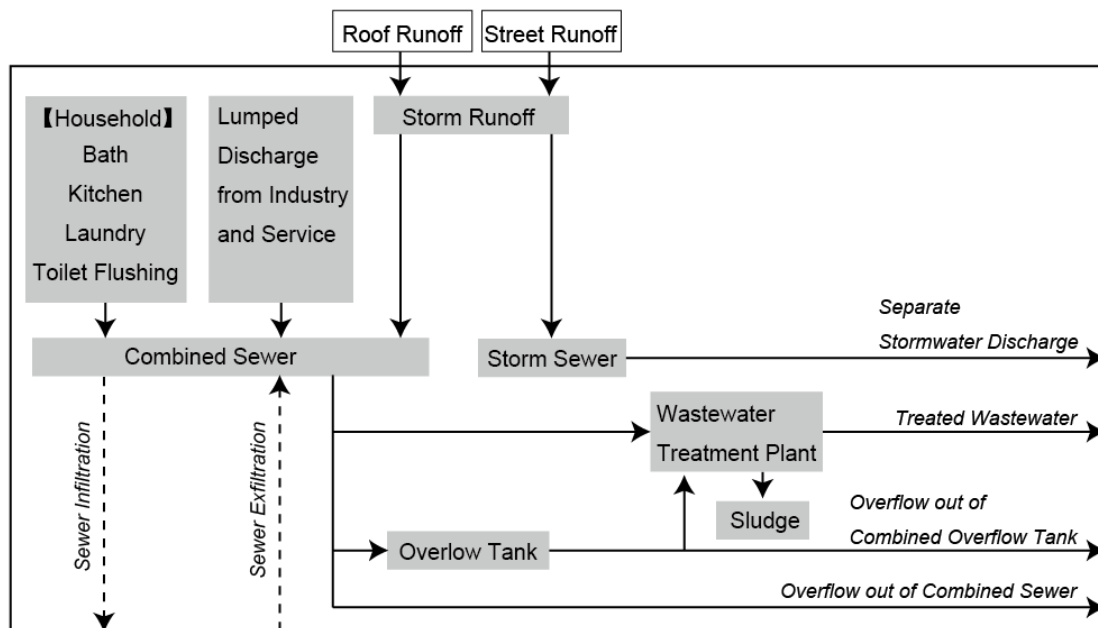 Roof Runoff
Street Runoff
Storm Runoff
【Household】
Bath
Kitchen
Laundry
Toilet Flushing
Lumped
Discharge
from Industry
and Service
Combined Sewer
Storm Sewer
Separate
Stormwater Discharge
Wastewater
Treatment Plant
Treated Wastewater
Sludge
Sewer Infiltration
Sewer Exfiltration
Overlow Tank
Overflow out of
Combined Overflow Tank
Overflow out of Combined Sewer